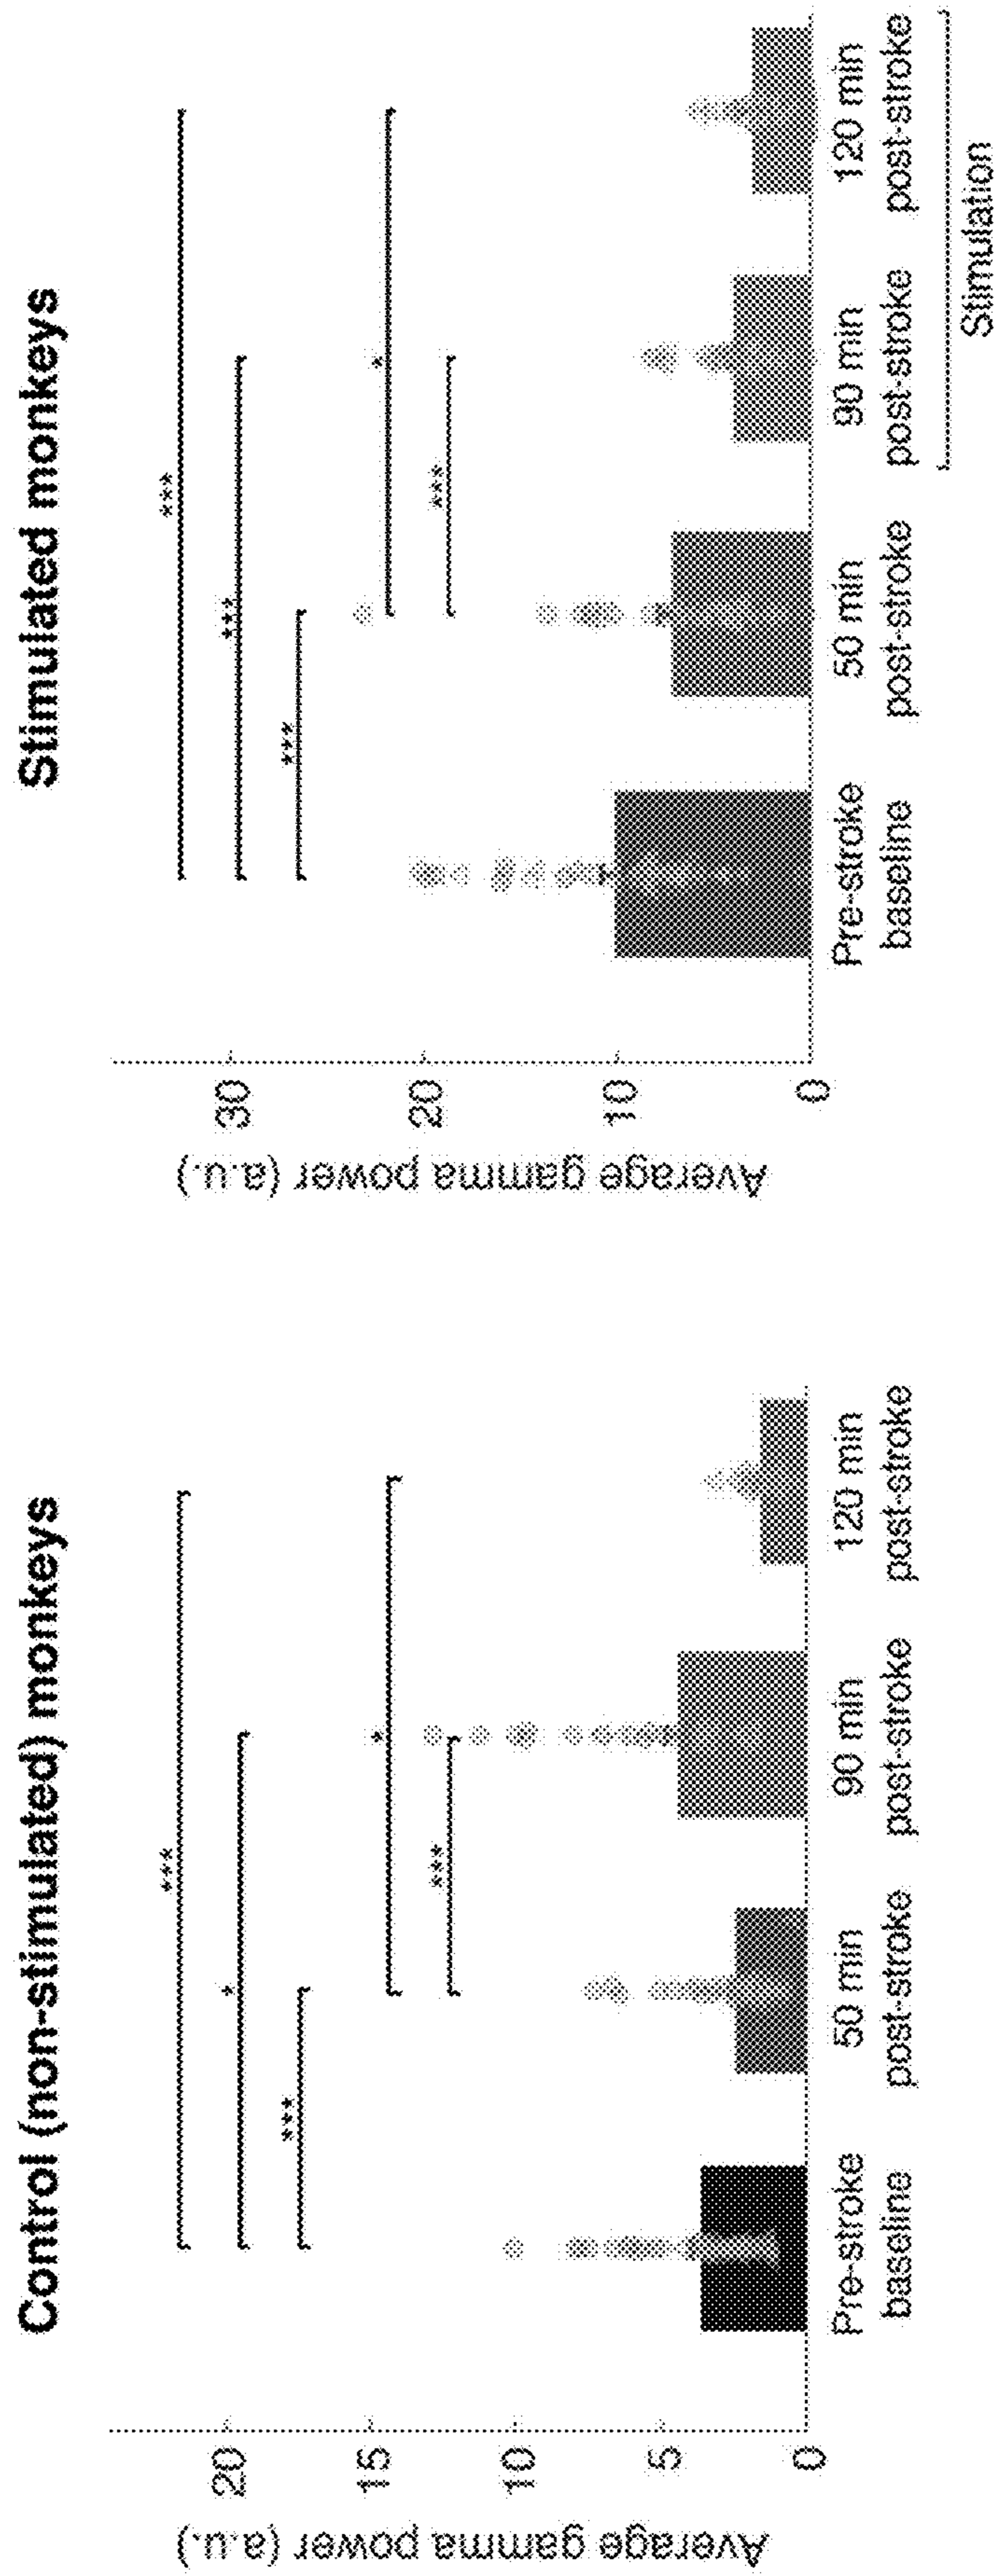 Control (non-stimulated) monkeys
Average gamma power (a.u.)
20
15
10
5
0
***
*
***
*
***
Pre-stroke
baseline
50 min
post-stroke
90 min
post-stroke
120 min
post-stroke
Stimulated monkeys
Average gamma power (a.u.)
30
20
10
0
***
***
***
*
***
Pre-stroke
baseline
50 min
post-stroke
90 min
post-stroke
120 min
post-stroke
Stimulation